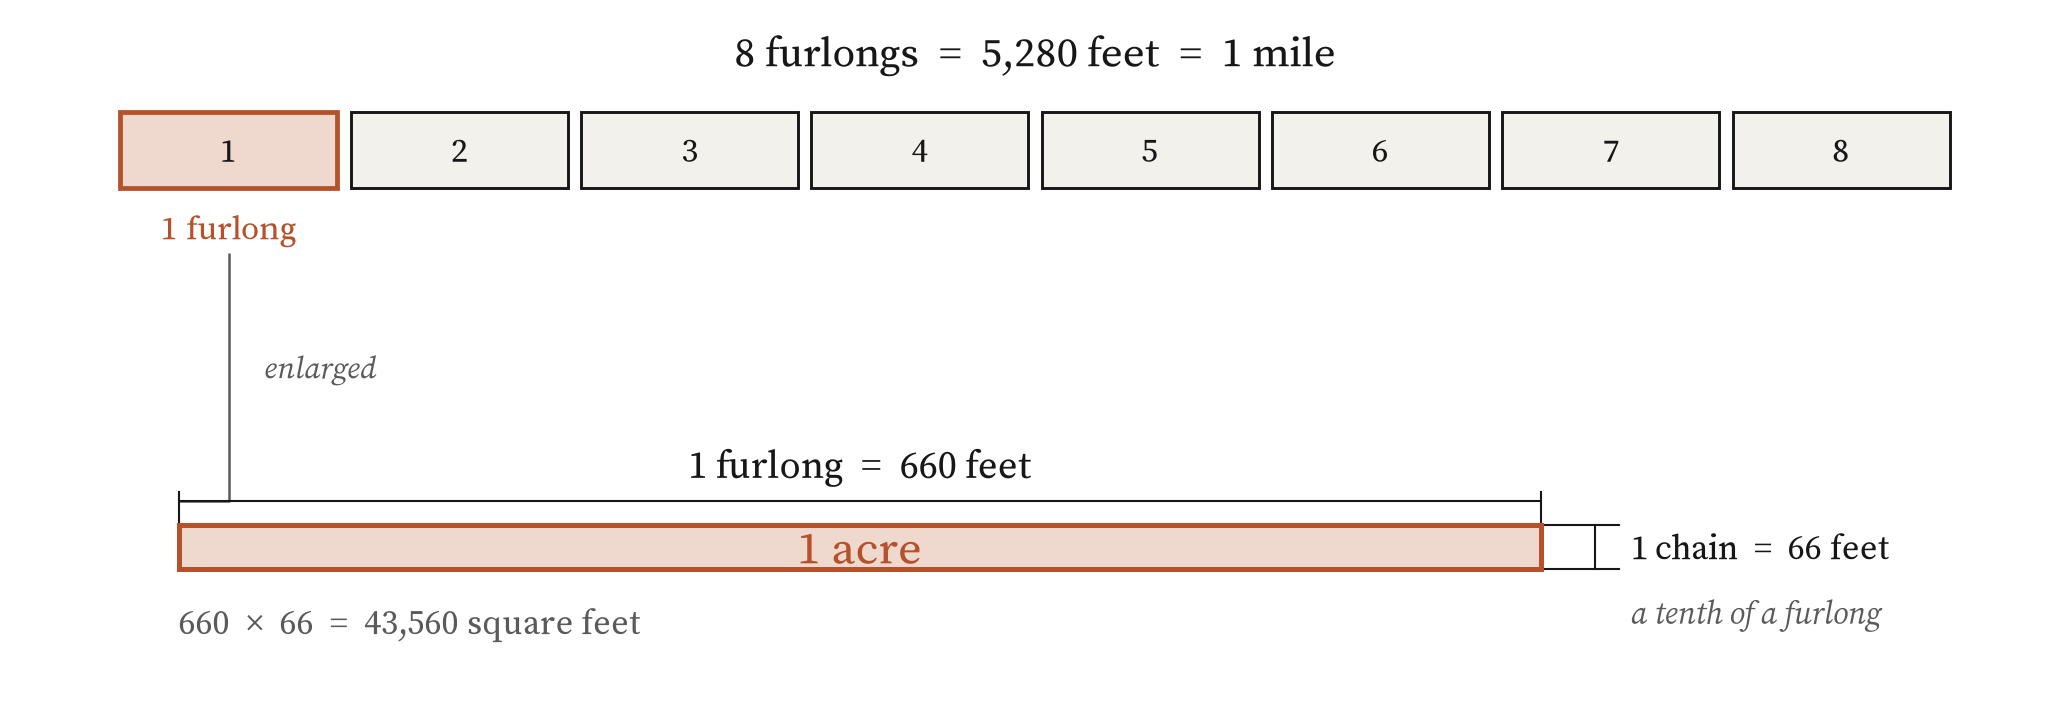 8 furlongs = 5,280 feet = 1 mile
1 2 3 4 5 6 7 8
1 furlong
enlarged
1 furlong = 660 feet
1 acre
1 chain = 66 feet
a tenth of a furlong
660 × 66 = 43,560 square feet